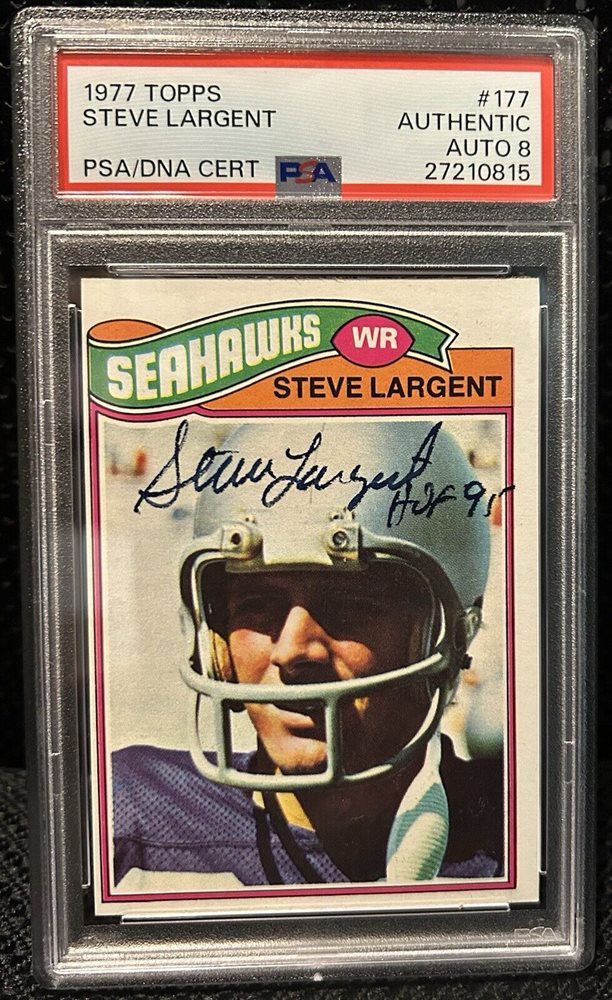 1977 TOPPS #177
STEVE LARGENT AUTHENTIC
AUTO 8
PSA/DNA CERT PSA 27210815
SEAHAWKS WR
STEVE LARGENT
Steve Largent
HOF 95
PSA